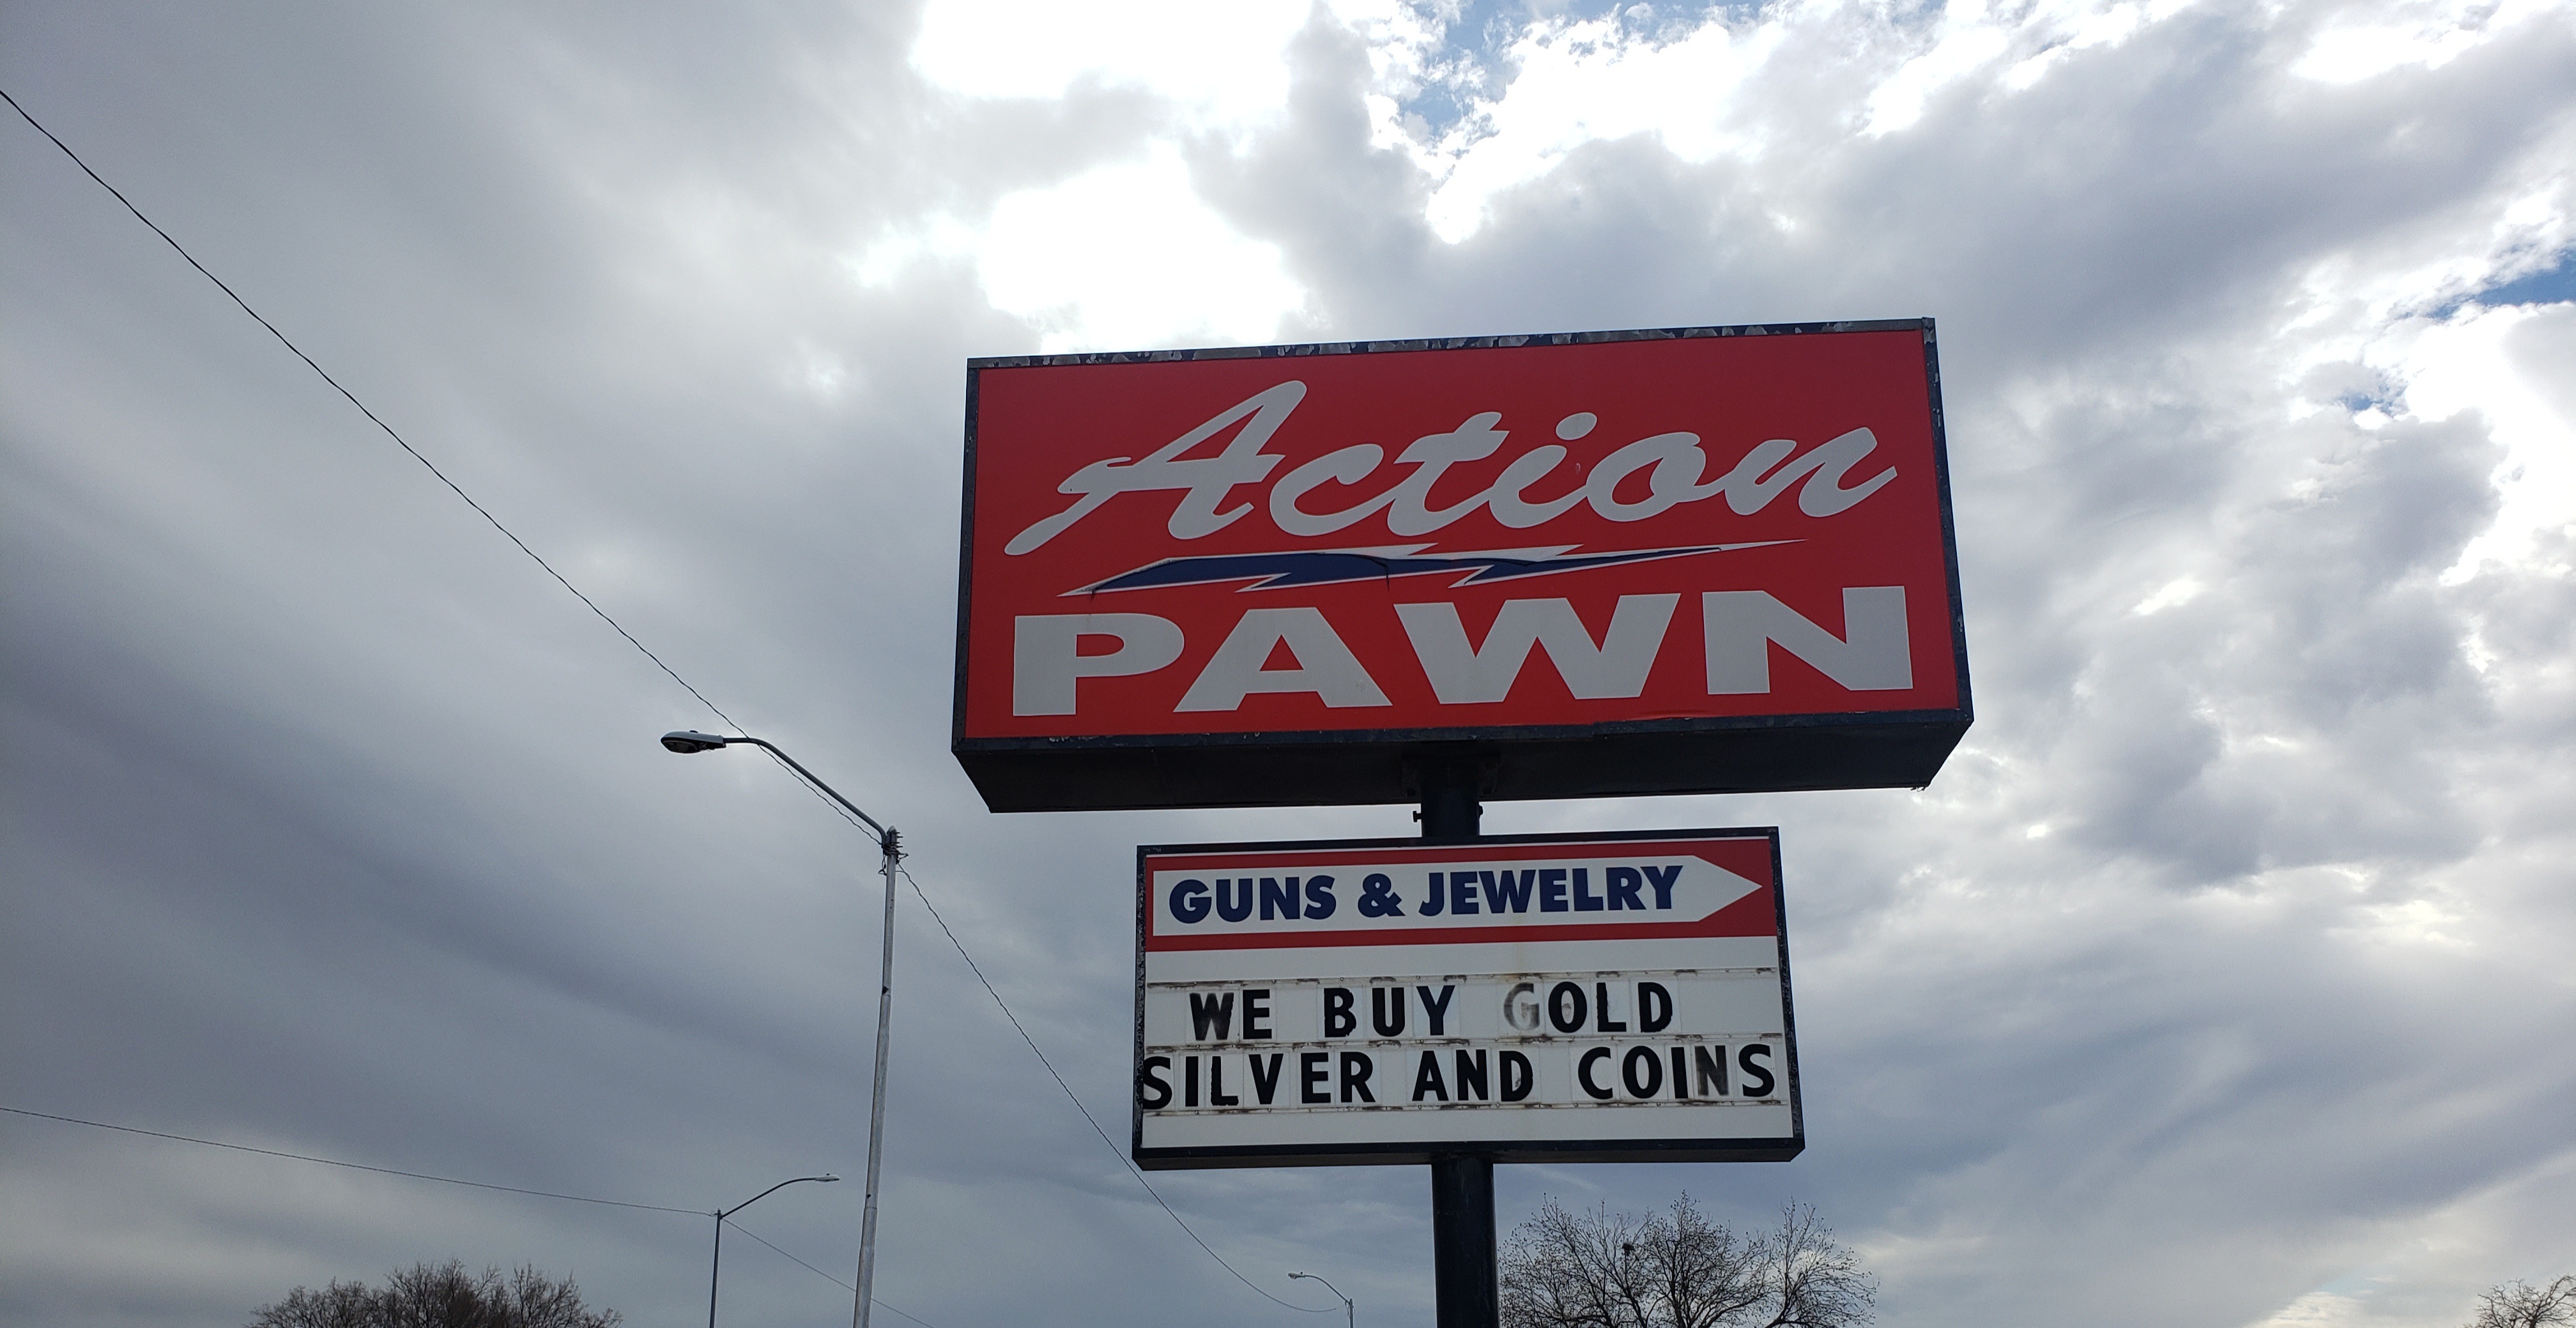 Action
PAWN
GUNS & JEWELRY
WE BUY GOLD
SILVER AND COINS